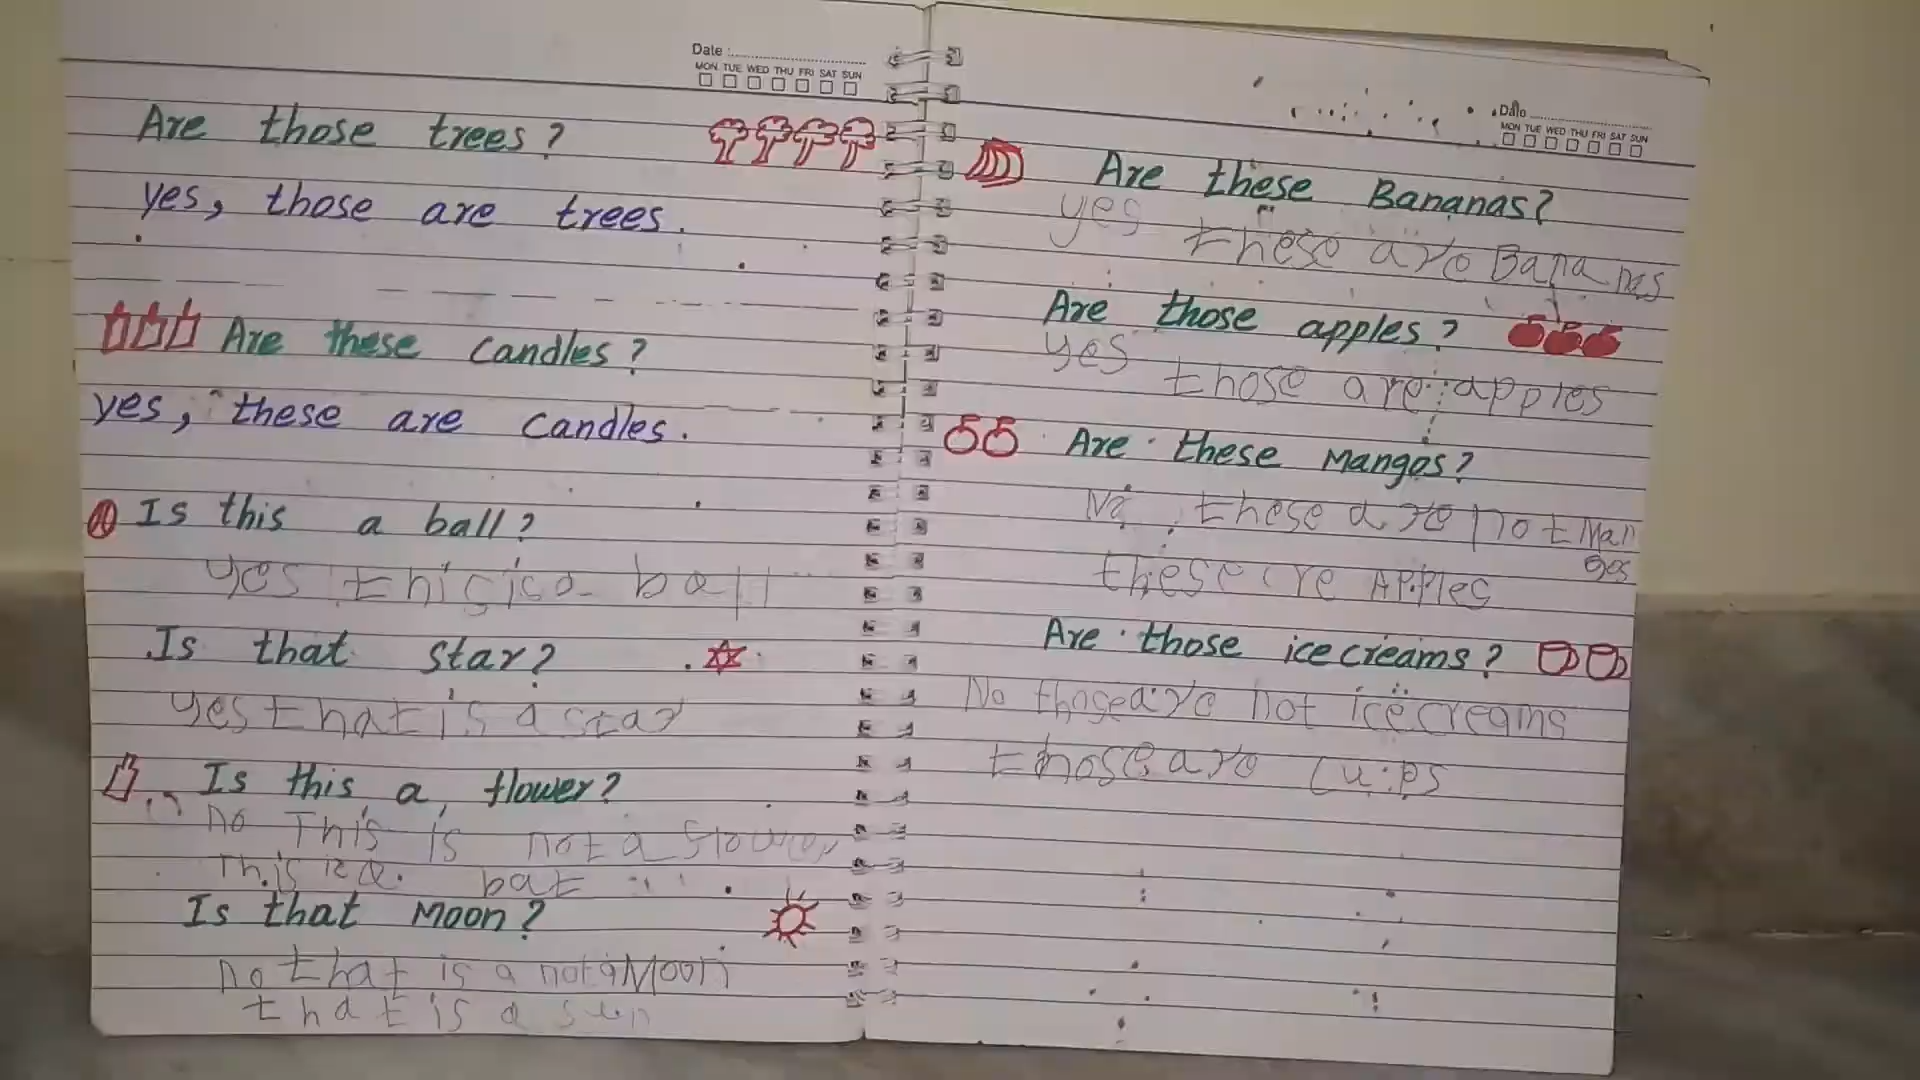 Date :
MON TUE WED THU FRI SAT SUN
Are those trees?
yes, those are trees.
Are these candles?
yes, these are candles.
Is this a ball?
yes this is a ball
Is that star?
yes that is a star
Is this a flower?
no This is not a flower
This is a bat
Is that Moon?
no that is a not a Moon
that is a sun
Date
MON TUE WED THU FRI SAT SUN
Are these Bananas?
yes these are Bananas
Are those apples?
yes those are apples
Are these Mangos?
No these are not Man
goes
these are APPles
Are those icecreams?
No those are not icecreams
those are cups